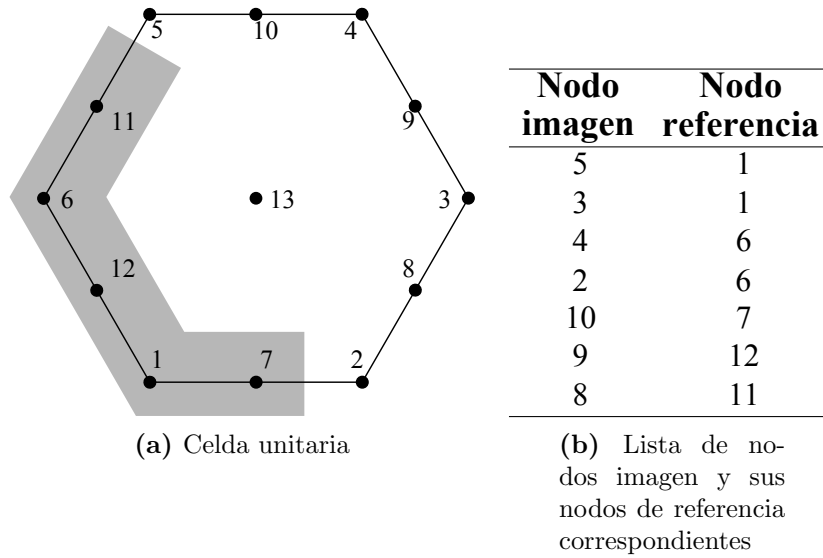 5 10 4
11 9
6 13 3
12 8
1 7 2
(a) Celda unitaria
Nodo imagen Nodo referencia
5 1
3 1
4 6
2 6
10 7
9 12
8 11
(b) Lista de no-
dos imagen y sus
nodos de referencia
correspondientes